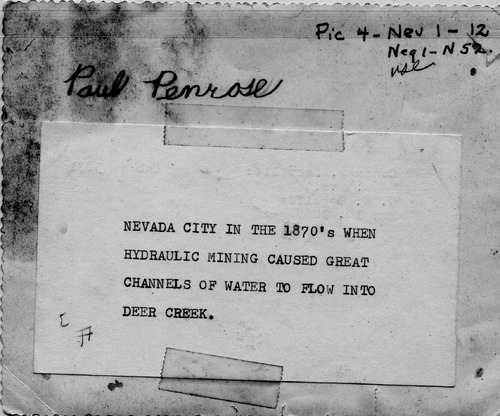 Pic 4 - Nev 1 - 12
Neg 1 - N 52
use
Paul Penrose
NEVADA CITY IN THE 1870's WHEN
HYDRAULIC MINING CAUSED GREAT
CHANNELS OF WATER TO FLOW INTO
DEER CREEK.